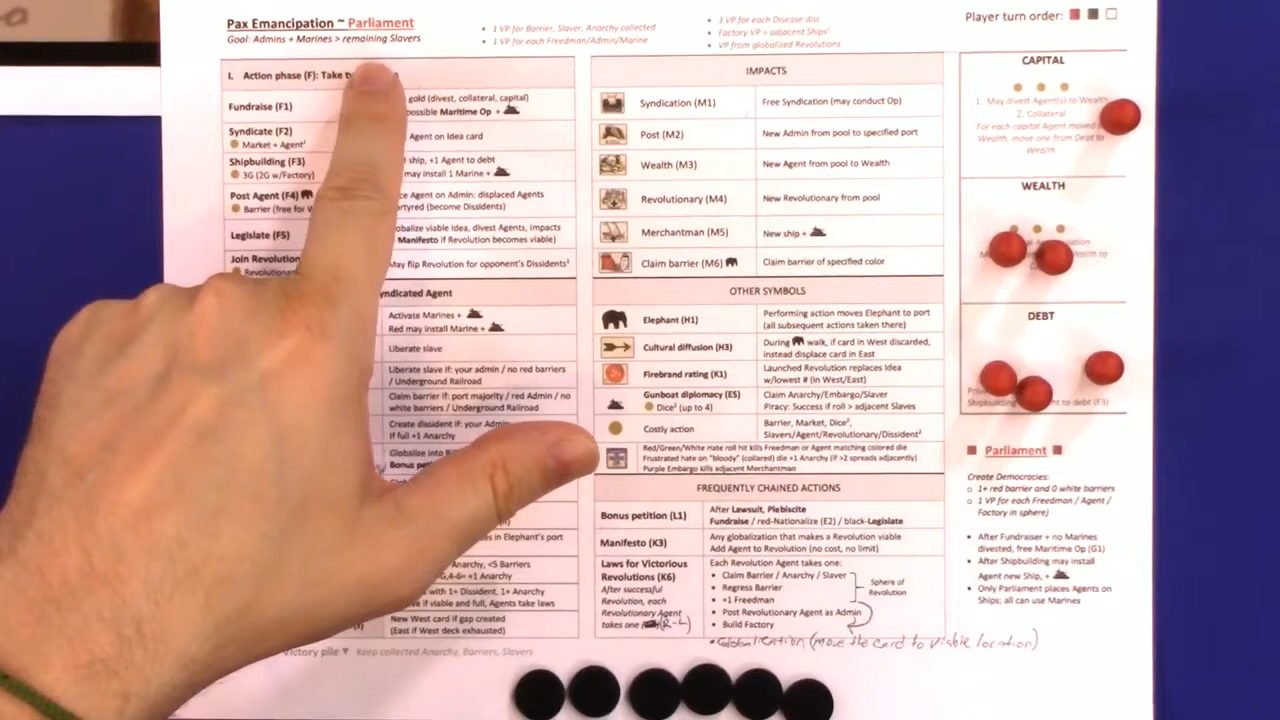 Pax Emancipation ~ Parliament
Goal: Admins + Marines > remaining Slavers
• 1 VP for Barrier, Slaver, Anarchy collected
• 1 VP for each Freedman/Admin/Marine
• 3 VP for each Disease disc
• Factory VP = adjacent Ships¹
• VP from globalized Revolutions
Player turn order:
I. Action phase (F): Take
Fundraise (F1)
gold (divest, collateral, capital)
possible Maritime Op +
Syndicate (F2)
Market + Agent²
Agent on Idea card
Shipbuilding (F3)
3G (2G w/Factory)
ship, +1 Agent to debt
may install 1 Marine +
Post Agent (F4)
Barrier (free for
Agent on Admin: displaced Agents
(become Dissidents)
Legislate (F5)
viable Idea, divest Agents, impacts
Manifesto if Revolution becomes viable)
Join Revolution
May flip Revolution for opponent's Dissidents¹
Agent
Activate Marines +
Red may install Marine +
Liberate slave
Liberate slave if: your admin / no red barriers
/ Underground Railroad
Claim barrier if: port majority / red Admin / no
white barriers / Underground Railroad
Create dissident if: your
if full +1 Anarchy
Globalize into
Bonus
in Elephant's port
<5 Barriers
+1 Anarchy
with 1+ Dissident, 1+ Anarchy
if viable and full, Agents take laws
New West card if gap created
(East if West deck exhausted)
Victory pile ▼ Keep collected Anarchy, Barriers, Slavers
IMPACTS
Syndication (M1) Free Syndication (may conduct Op)
Post (M2) New Admin from pool to specified port
Wealth (M3) New Agent from pool to Wealth
Revolutionary (M4) New Revolutionary from pool
Merchantman (M5) New ship +
Claim barrier (M6) Claim barrier of specified color
OTHER SYMBOLS
Elephant (H1)
Performing action moves Elephant to port
(all subsequent actions taken there)
Cultural diffusion (H3)
During walk, if card in West discarded,
instead displace card in East
Firebrand rating (K1)
Launched Revolution replaces Idea
w/lowest # (in West/East)
Gunboat diplomacy (E5)
Dice² (up to 4)
Claim Anarchy/Embargo/Slaver
Piracy: Success if roll > adjacent Slaves
Costly action
Barrier, Market, Dice²,
Slavers/Agent/Revolutionary/Dissident²
Red/Green/White Hate roll hit kills Freedman or Agent matching colored die
Frustrated hate on "bloody" (collared) die +1 Anarchy (if >2 spreads adjacently)
Purple Embargo kills adjacent Merchantman
FREQUENTLY CHAINED ACTIONS
Bonus petition (L1)
After Lawsuit, Plebiscite
Fundraise / red-Nationalize (E2) / black-Legislate
Manifesto (K3)
Any globalization that makes a Revolution viable
Add Agent to Revolution (no cost, no limit)
Laws for Victorious
Revolutions (K6)
After successful
Revolution, each
Revolutionary Agent
takes one (R-L)
Each Revolution Agent takes one:
• Claim Barrier / Anarchy / Slaver
• Regress Barrier
• +1 Freedman
• Post Revolutionary Agent as Admin
• Build Factory
Sphere of
Revolution
• Globalication (move the card to viable location)
CAPITAL
1. May divest Agent(s) to Wealth
2. Collateral
For each capital Agent moved
Wealth, move one from Debt to
Wealth
WEALTH
DEBT
to debt (F3)
Parliament
Create Democracies:
o 1+ red barrier and 0 white barriers
o 1 VP for each Freedman / Agent /
Factory in sphere)
• After Fundraiser + no Marines
divested, free Maritime Op (G1)
• After Shipbuilding may install
Agent new Ship, +
• Only Parliament places Agents on
Ships; all can use Marines